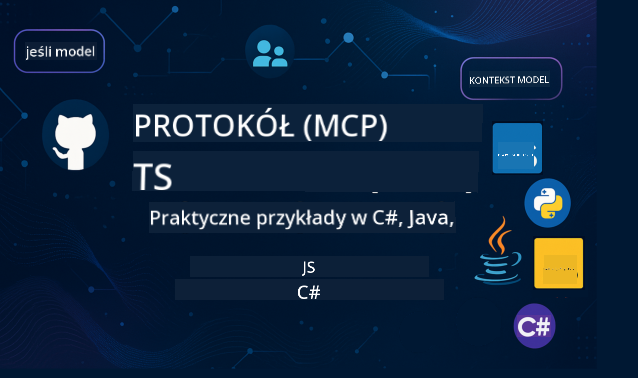 jeśli model
KONTEKST MODEL
PROTOKÓŁ (MCP)
TS
Praktyczne przykłady w C#, Java,
JS
C#
C#